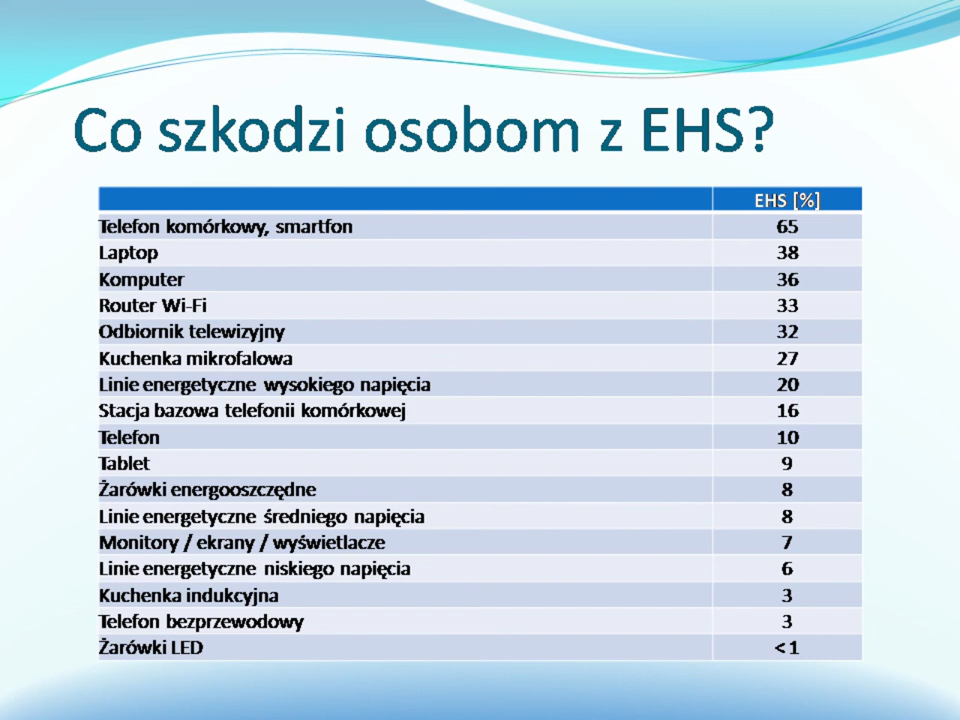 Co szkodzi osobom z EHS?
EHS [%]
Telefon komórkowy, smartfon 65
Laptop 38
Komputer 36
Router Wi-Fi 33
Odbiornik telewizyjny 32
Kuchenka mikrofalowa 27
Linie energetyczne wysokiego napięcia 20
Stacja bazowa telefonii komórkowej 16
Telefon 10
Tablet 9
Żarówki energooszczędne 8
Linie energetyczne średniego napięcia 8
Monitory / ekrany / wyświetlacze 7
Linie energetyczne niskiego napięcia 6
Kuchenka indukcyjna 3
Telefon bezprzewodowy 3
Żarówki LED < 1